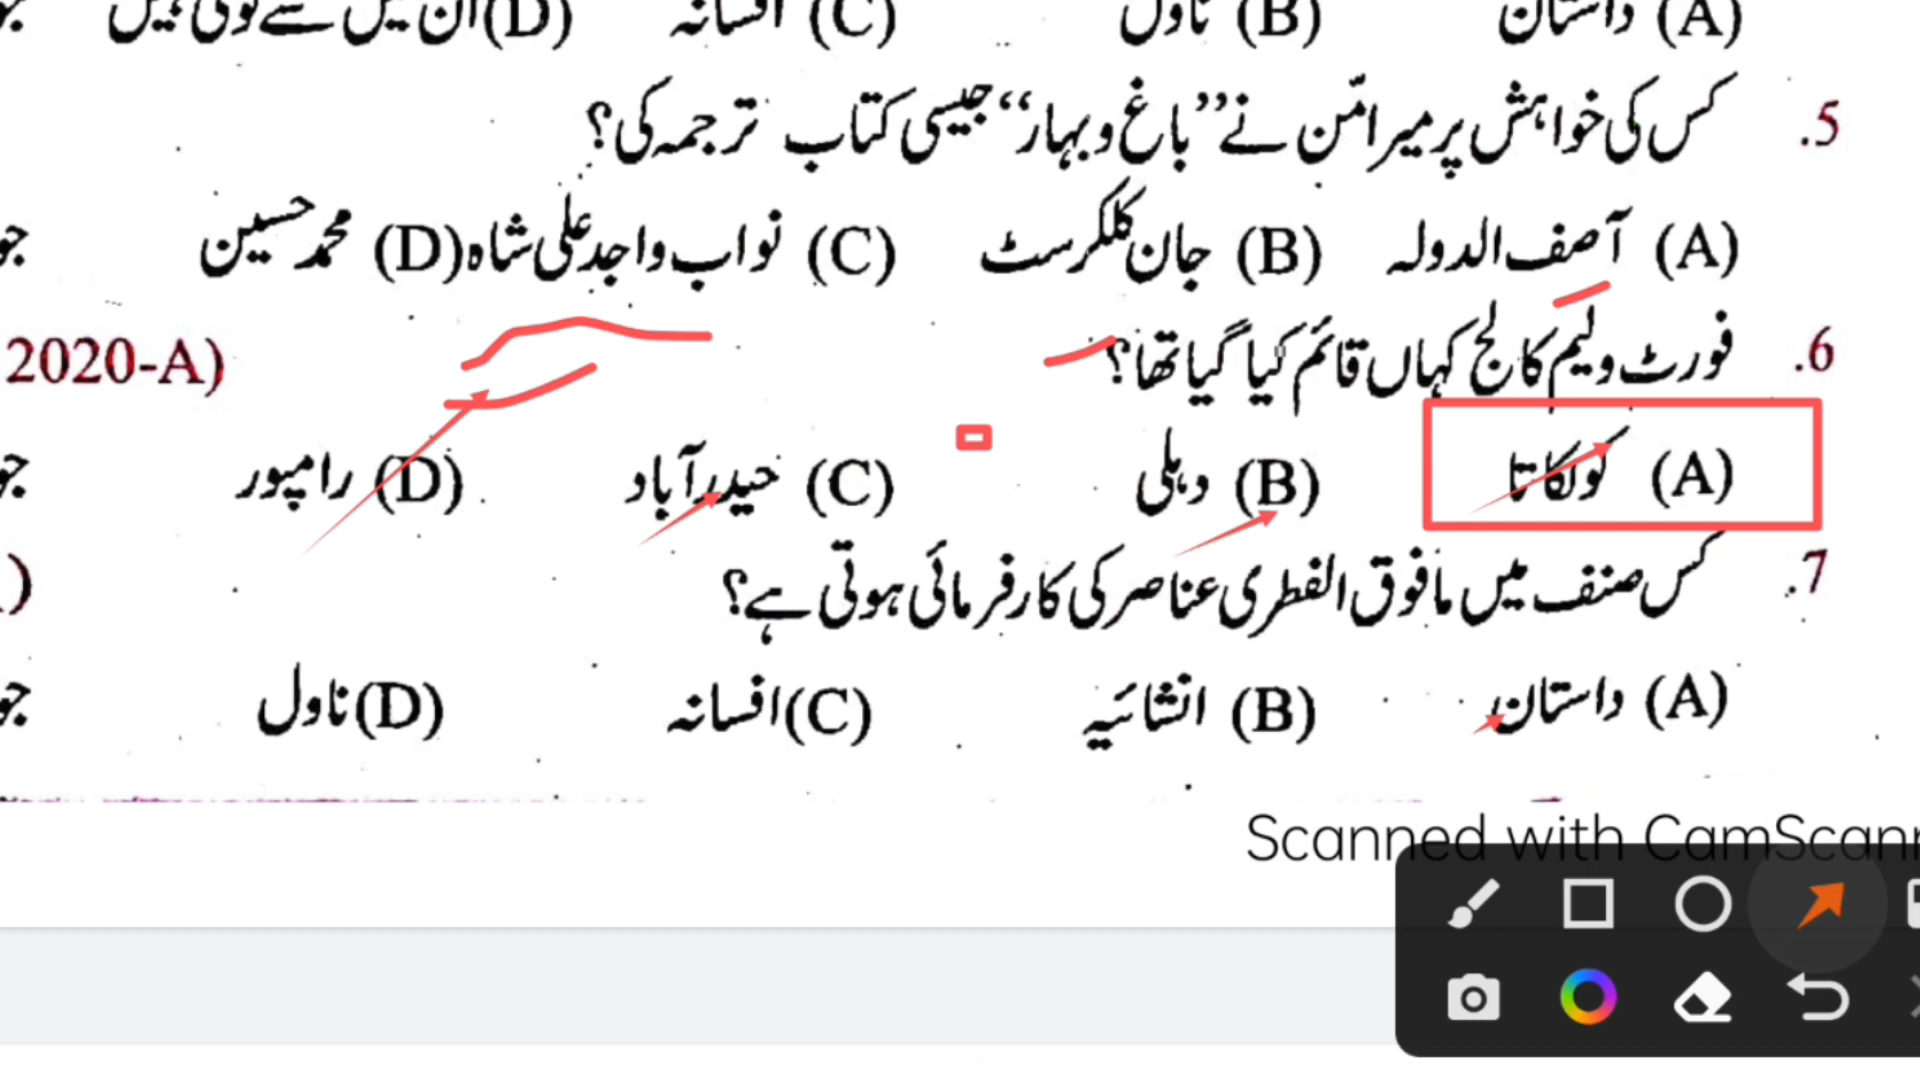 (A) داستان (B) ناول (C) افسانہ (D) ان میں سے کوئی نہیں
5. کس کی خواہش پر میر امّن نے ’’باغ و بہار‘‘ جیسی کتاب ترجمہ کی؟
(A) آصف الدولہ (B) جان گلکرسٹ (C) نواب واجد علی شاہ (D) محمد حسین
6. فورٹ ولیم کالج کہاں قائم کیا گیا تھا؟ 2020-A)
(A) کولکاتا (B) دہلی (C) حیدرآباد (D) رامپور
7. کس صنف میں مافوق الفطری عناصر کی کارفرمائی ہوتی ہے؟
(A) داستان (B) انشائیہ (C) افسانہ (D) ناول
Scanned with CamScann